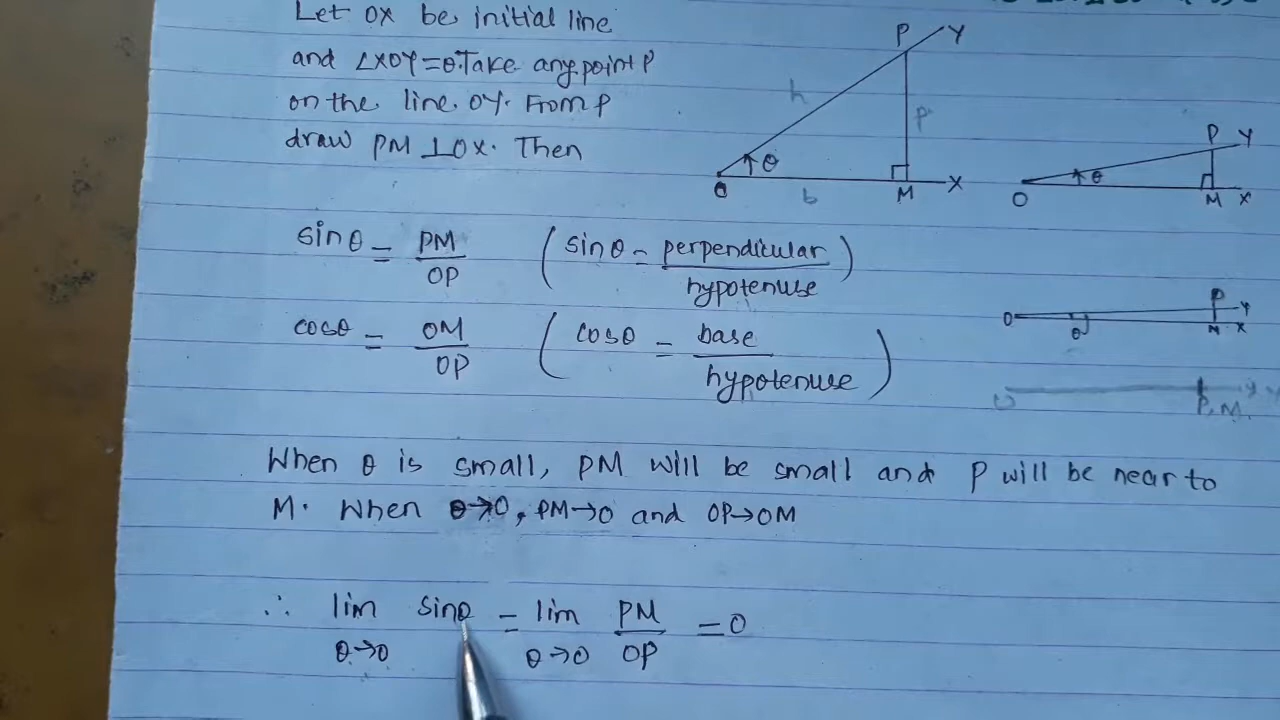 Let OX be initial line
and ∠XOY=θ. Take any point P
on the line OY. From P
draw PM ⊥ OX. Then
P Y
h
p
θ
O b M X
P Y
θ
O M X
sinθ = PM/OP (sinθ = perpendicular/hypotenuse)
P
O Y
θ M X
cosθ = OM/OP (cosθ = base/hypotenuse)
O P, M. Y
When θ is small, PM will be small and P will be near to
M. When θ→0, PM→0 and OP→OM
∴ lim θ→0 sinθ = lim θ→0 PM/OP = 0